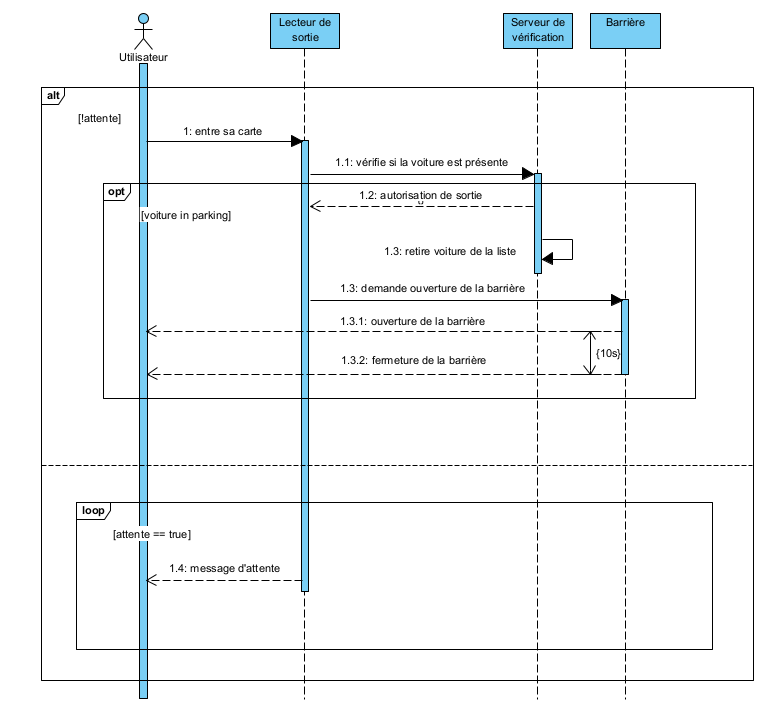 Lecteur de
sortie
Serveur de
vérification
Barrière
Utilisateur
alt
[!attente]
1: entre sa carte
1.1: vérifie si la voiture est présente
opt
1.2: autorisation de sortie
[voiture in parking]
1.3: retire voiture de la liste
1.3: demande ouverture de la barrière
1.3.1: ouverture de la barrière
{10s}
1.3.2: fermeture de la barrière
loop
[attente == true]
1.4: message d'attente